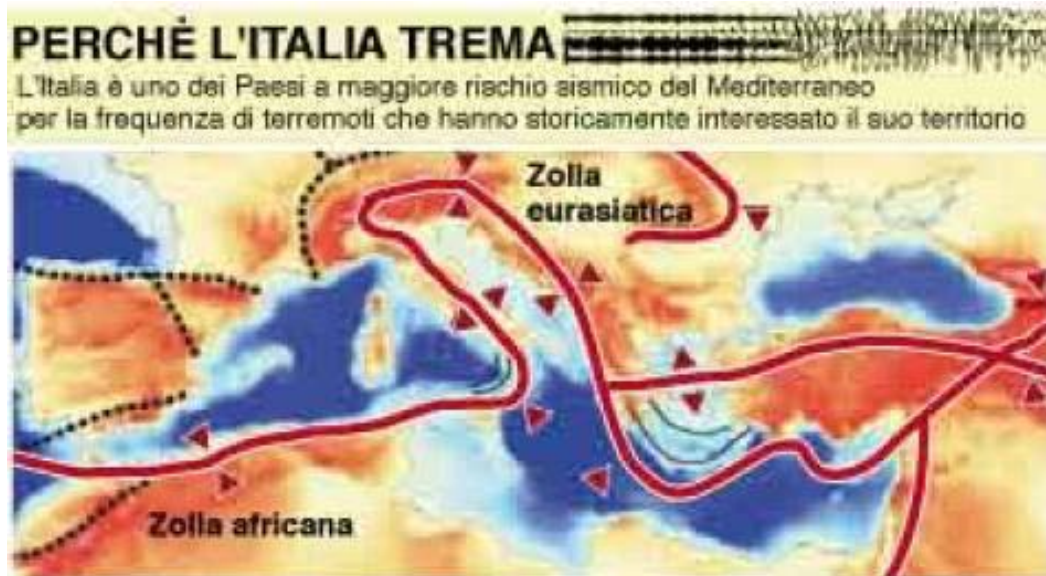 PERCHÈ L'ITALIA TREMA
L'Italia è uno dei Paesi a maggiore rischio sismico del Mediterraneo
per la frequenza di terremoti che hanno storicamente interessato il suo territorio
Zolla
eurasiatica
Zolla africana